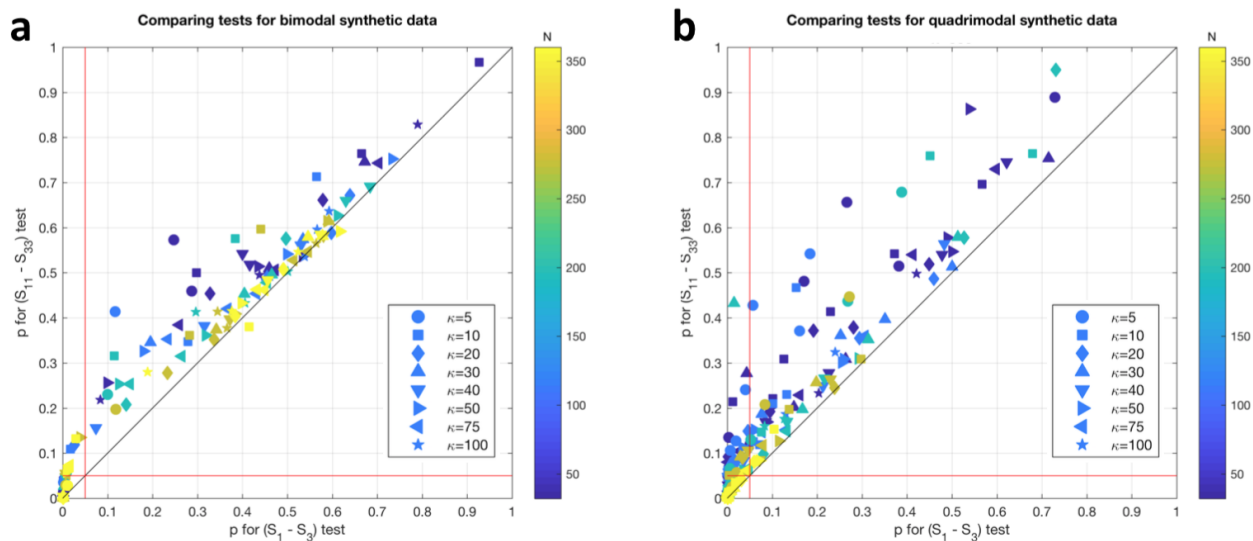 a
Comparing tests for bimodal synthetic data
N
1
0.9
0.8
0.7
0.6
0.5
0.4
0.3
0.2
0.1
0
p for (S11 - S33) test
0 0.1 0.2 0.3 0.4 0.5 0.6 0.7 0.8 0.9 1
p for (S1 - S3) test
κ=5
κ=10
κ=20
κ=30
κ=40
κ=50
κ=75
κ=100
350
300
250
200
150
100
50
b
Comparing tests for quadrimodal synthetic data
N
1
0.9
0.8
0.7
0.6
0.5
0.4
0.3
0.2
0.1
0
p for (S11 - S33) test
0 0.1 0.2 0.3 0.4 0.5 0.6 0.7 0.8 0.9 1
p for (S1 - S3) test
κ=5
κ=10
κ=20
κ=30
κ=40
κ=50
κ=75
κ=100
350
300
250
200
150
100
50